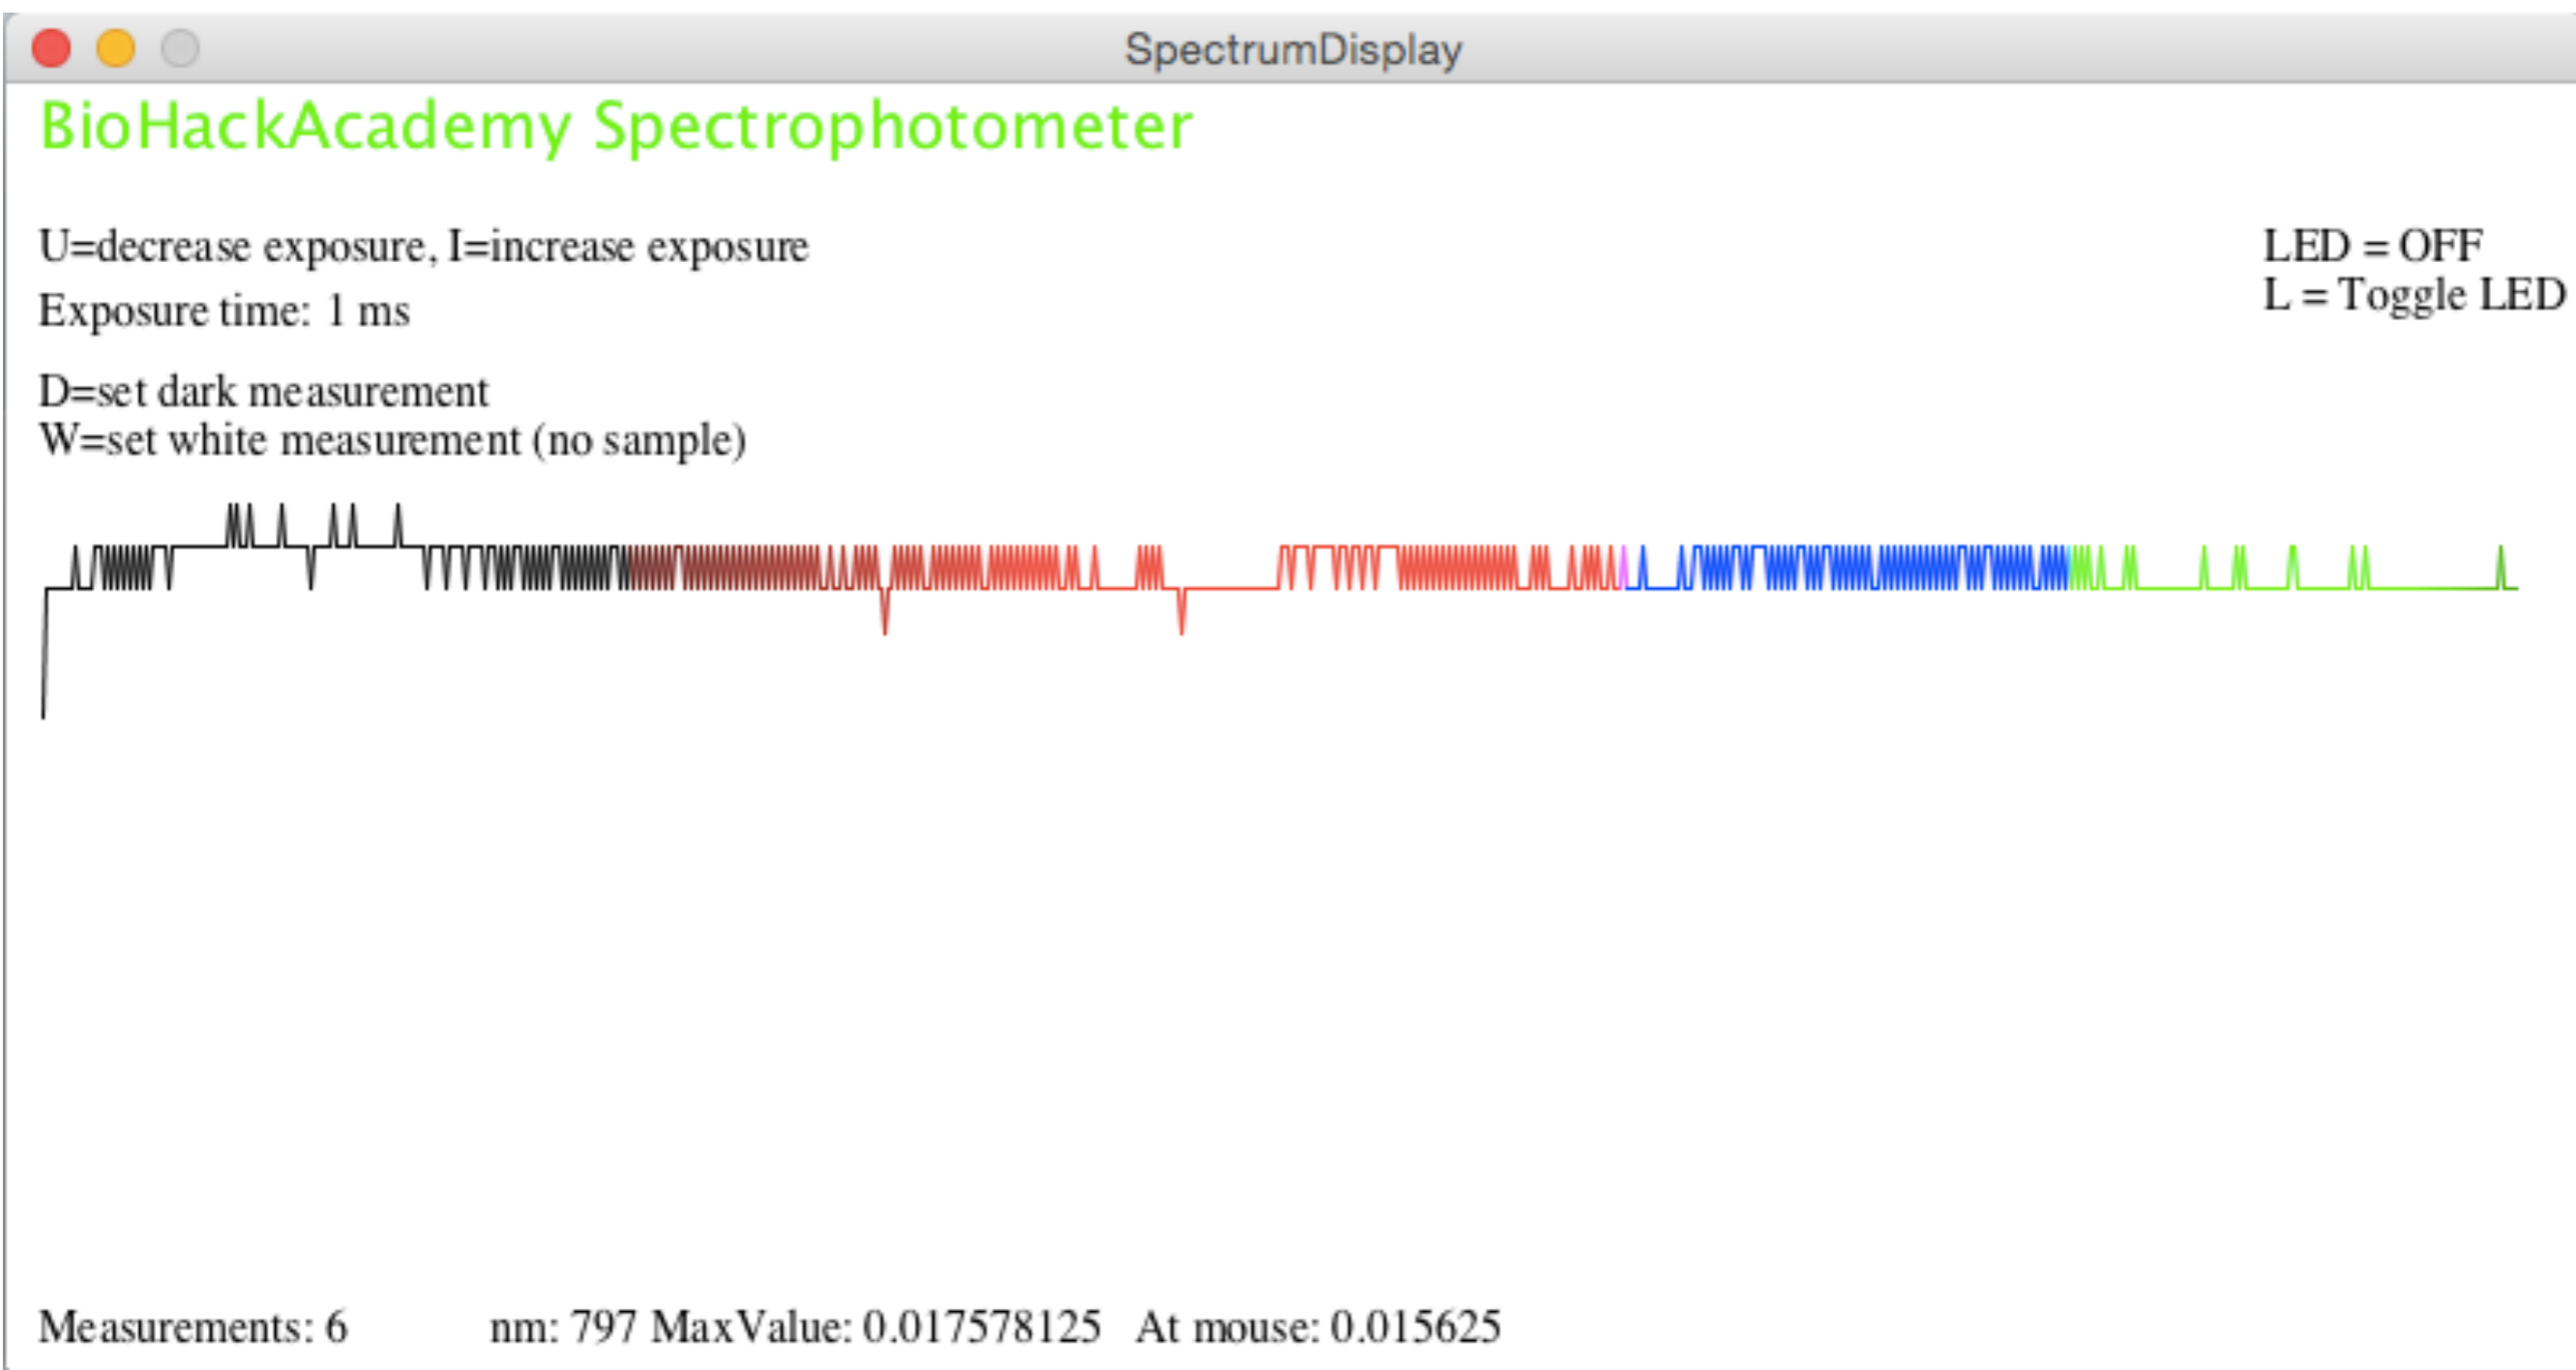 SpectrumDisplay
BioHackAcademy Spectrophotometer
U=decrease exposure, I=increase exposure
LED = OFF
Exposure time: 1 ms
L = Toggle LED
D=set dark measurement
W=set white measurement (no sample)
Measurements: 6 nm: 797 MaxValue: 0.017578125 At mouse: 0.015625